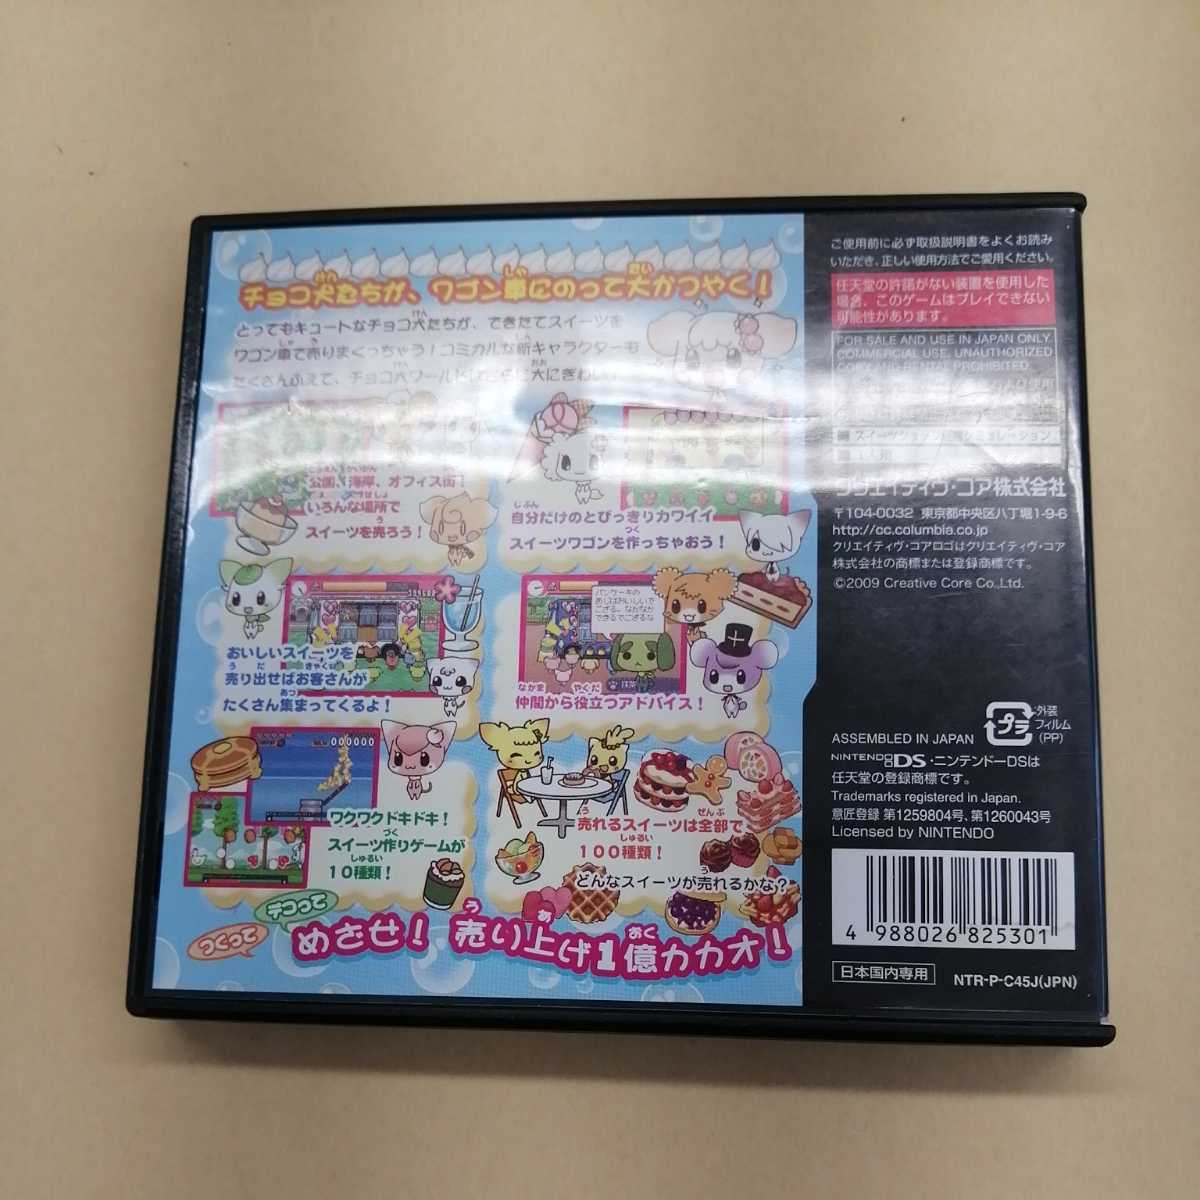 チョコ犬たちが、ワゴン車にのって大かつやく!
とってもキュートなチョコ犬たちが、できたてスイーツを
ワゴン車で売りまくっちゃう!コミカルな新キャラクターも
たくさんふえて、チョコ犬ワールドは
公園、海岸、オフィス街!
いろんな場所で
スイーツを売ろう!
自分だけのとびっきりカワイイ
スイーツワゴンを作っちゃおう!
おいしいスイーツを
売り出せばお客さんが
たくさん集まってくるよ!
パンケーキの
できるでござるな
抹茶
仲間から役立つアドバイス!
000000
ワクワクドキドキ!
スイーツ作りゲームが
10種類!
売れるスイーツは全部で
100種類!
どんなスイーツが売れるかな?
つくって
デコって
めざせ! 売り上げ1億カカオ!
ご使用前に必ず取扱説明書をよくお読み
いただき、正しい使用方法でご愛用ください。
任天堂の許諾がない装置を使用した
場合、このゲームはプレイできない
可能性があります。
FOR SALE AND USE IN JAPAN ONLY.
COMMERCIAL USE, UNAUTHORIZED
COPY AND RENTAL PROHIBITED.
クリエイティヴ・コア株式会社
〒104-0032 東京都中央区八丁堀1-9-6
http://cc.columbia.co.jp
クリエイティヴ・コアロゴはクリエイティヴ・コア
株式会社の商標または登録商標です。
©2009 Creative Core Co.,Ltd.
プラ
外装
フィルム
(PP)
ASSEMBLED IN JAPAN
NINTENDO DS・ニンテンドーDSは
任天堂の登録商標です。
Trademarks registered in Japan.
意匠登録 第1259804号、第1260043号
Licensed by NINTENDO
4 988026 825301
日本国内専用
NTR-P-C45J(JPN)